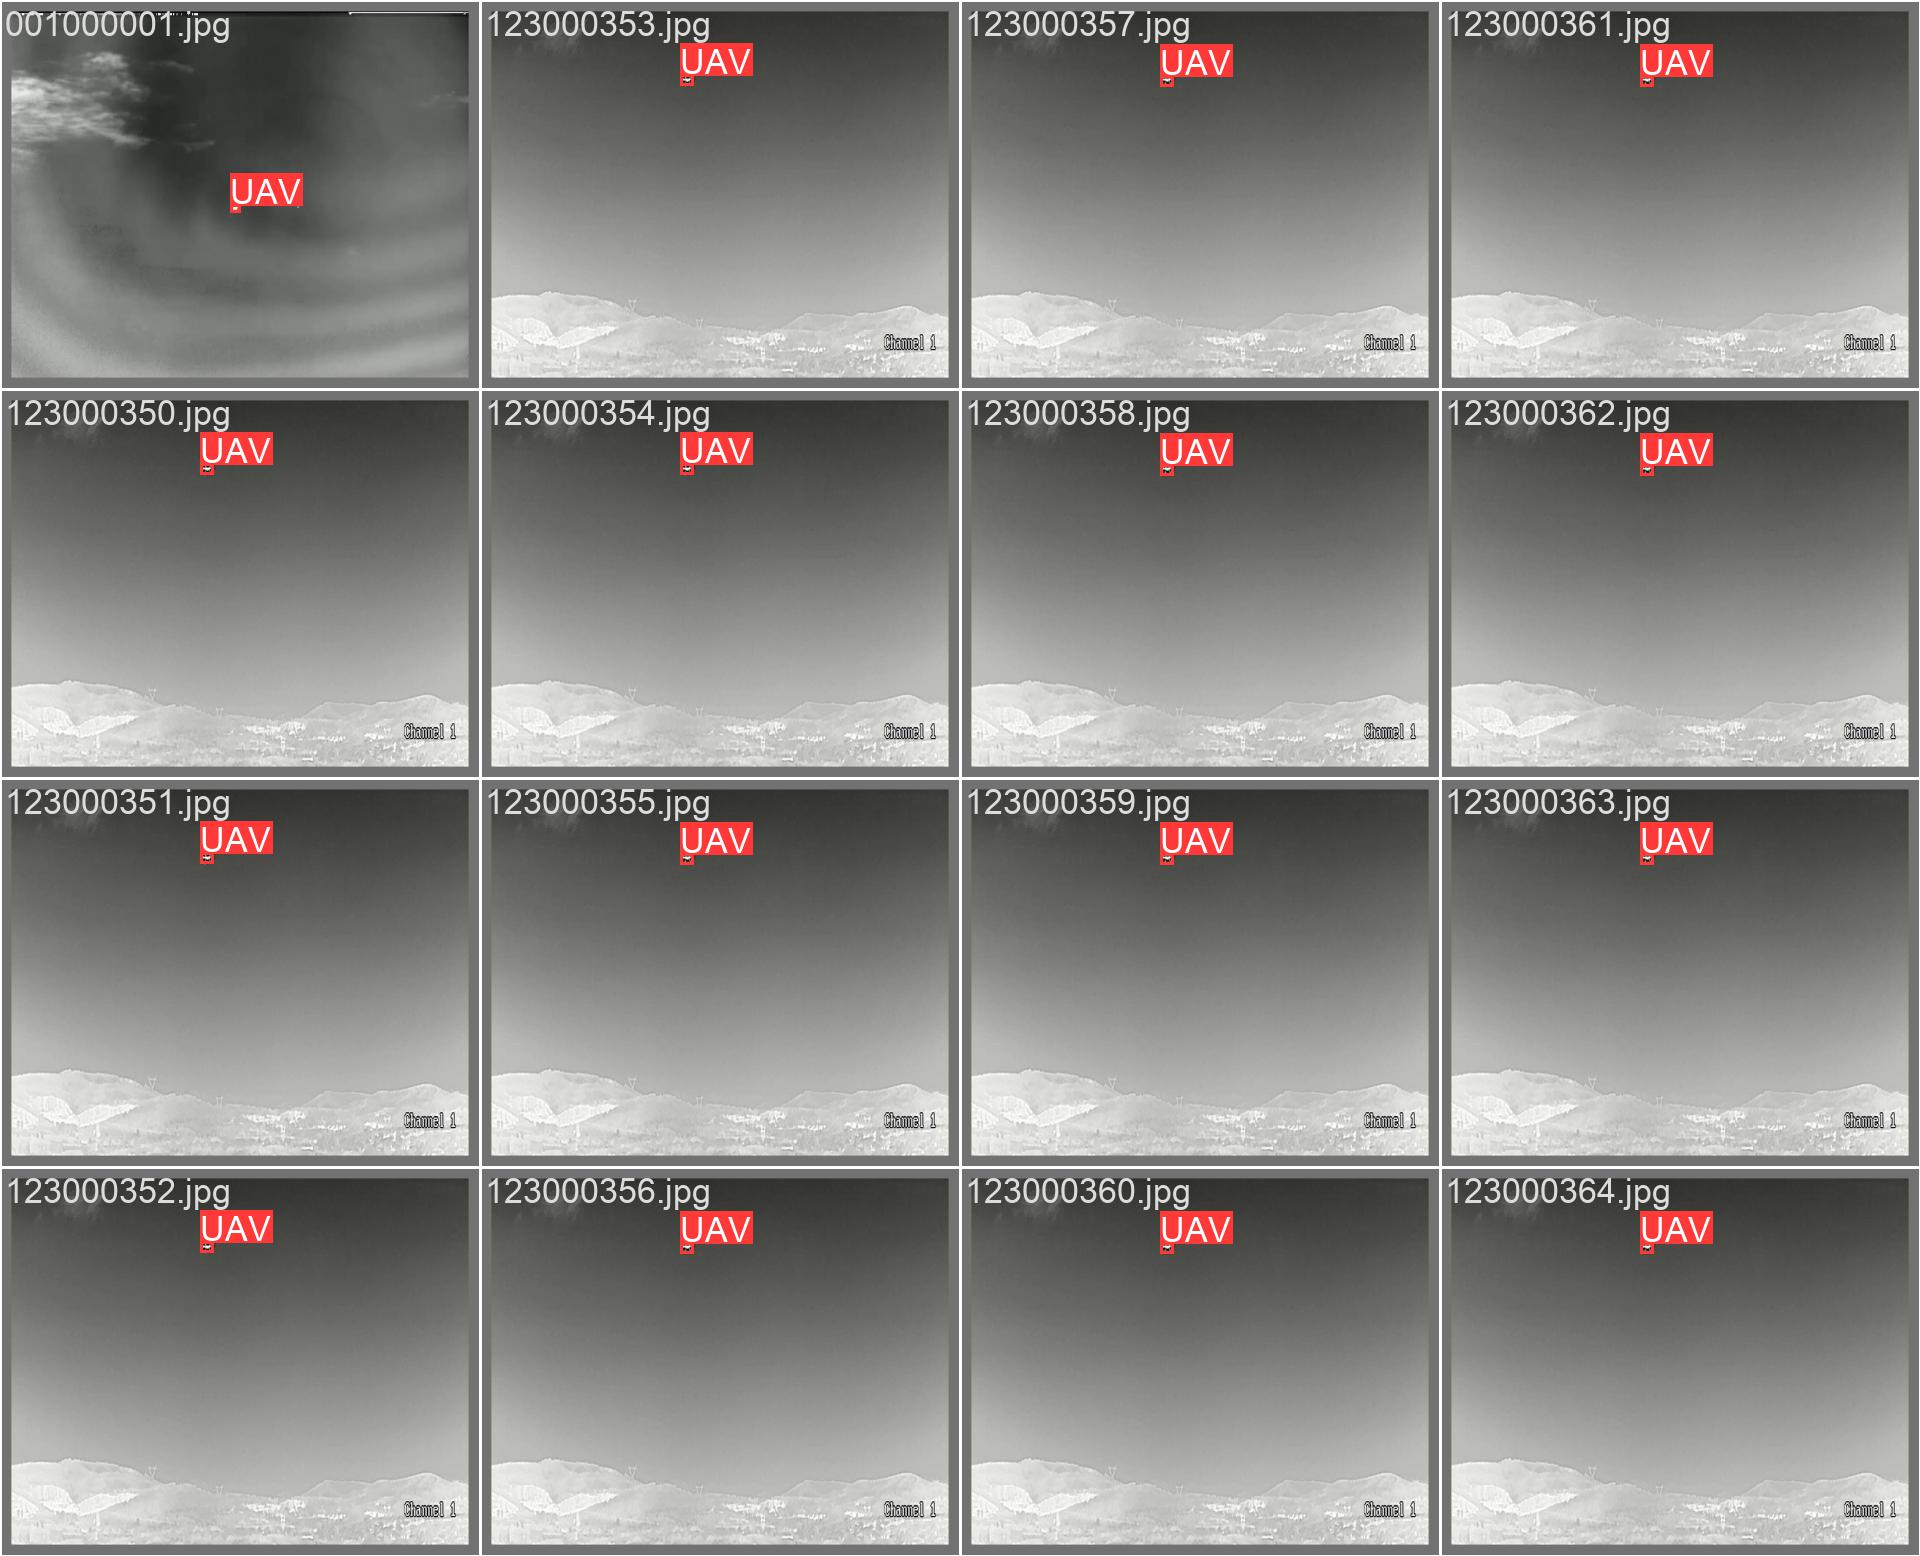 001000001.jpg
UAV
123000353.jpg
UAV
Channel 1
123000357.jpg
UAV
Channel 1
123000361.jpg
UAV
Channel 1
123000350.jpg
UAV
Channel 1
123000354.jpg
UAV
Channel 1
123000358.jpg
UAV
Channel 1
123000362.jpg
UAV
Channel 1
123000351.jpg
UAV
Channel 1
123000355.jpg
UAV
Channel 1
123000359.jpg
UAV
Channel 1
123000363.jpg
UAV
Channel 1
123000352.jpg
UAV
Channel 1
123000356.jpg
UAV
Channel 1
123000360.jpg
UAV
Channel 1
123000364.jpg
UAV
Channel 1